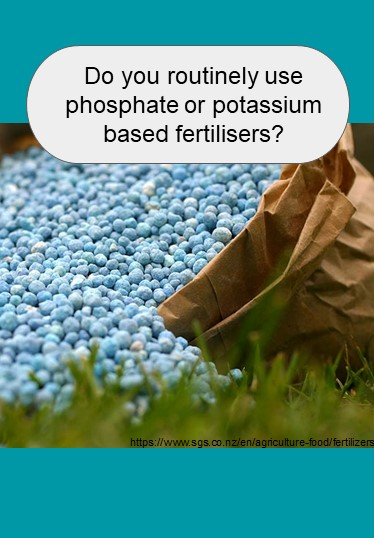 Do you routinely use
phosphate or potassium
based fertilisers?
https://www.sgs.co.nz/en/agriculture-food/fertilizers